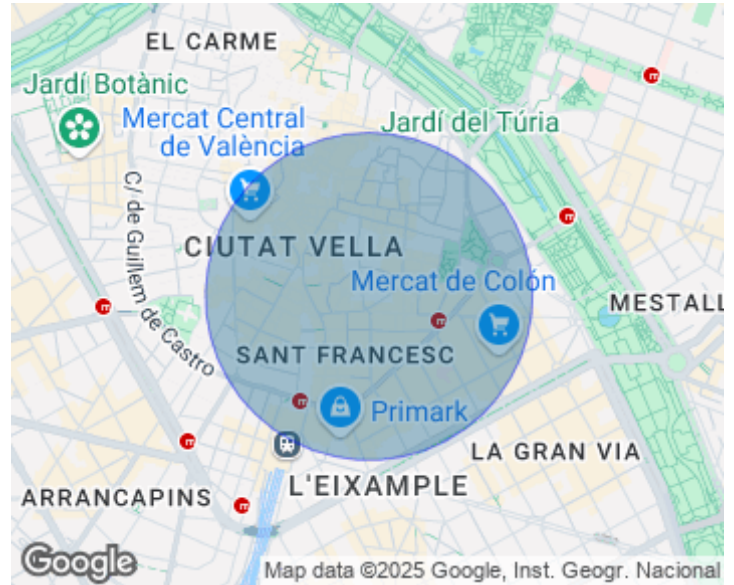 EL CARME
Jardí Botànic
Mercat Central
de València
Jardí del Túria
C/ de Guillem de Castro
CIUTAT VELLA
Mercat de Colón
MESTALL
SANT FRANCESC
Primark
LA GRAN VIA
L'EIXAMPLE
ARRANCAPINS
Google
Map data ©2025 Google, Inst. Geogr. Nacional